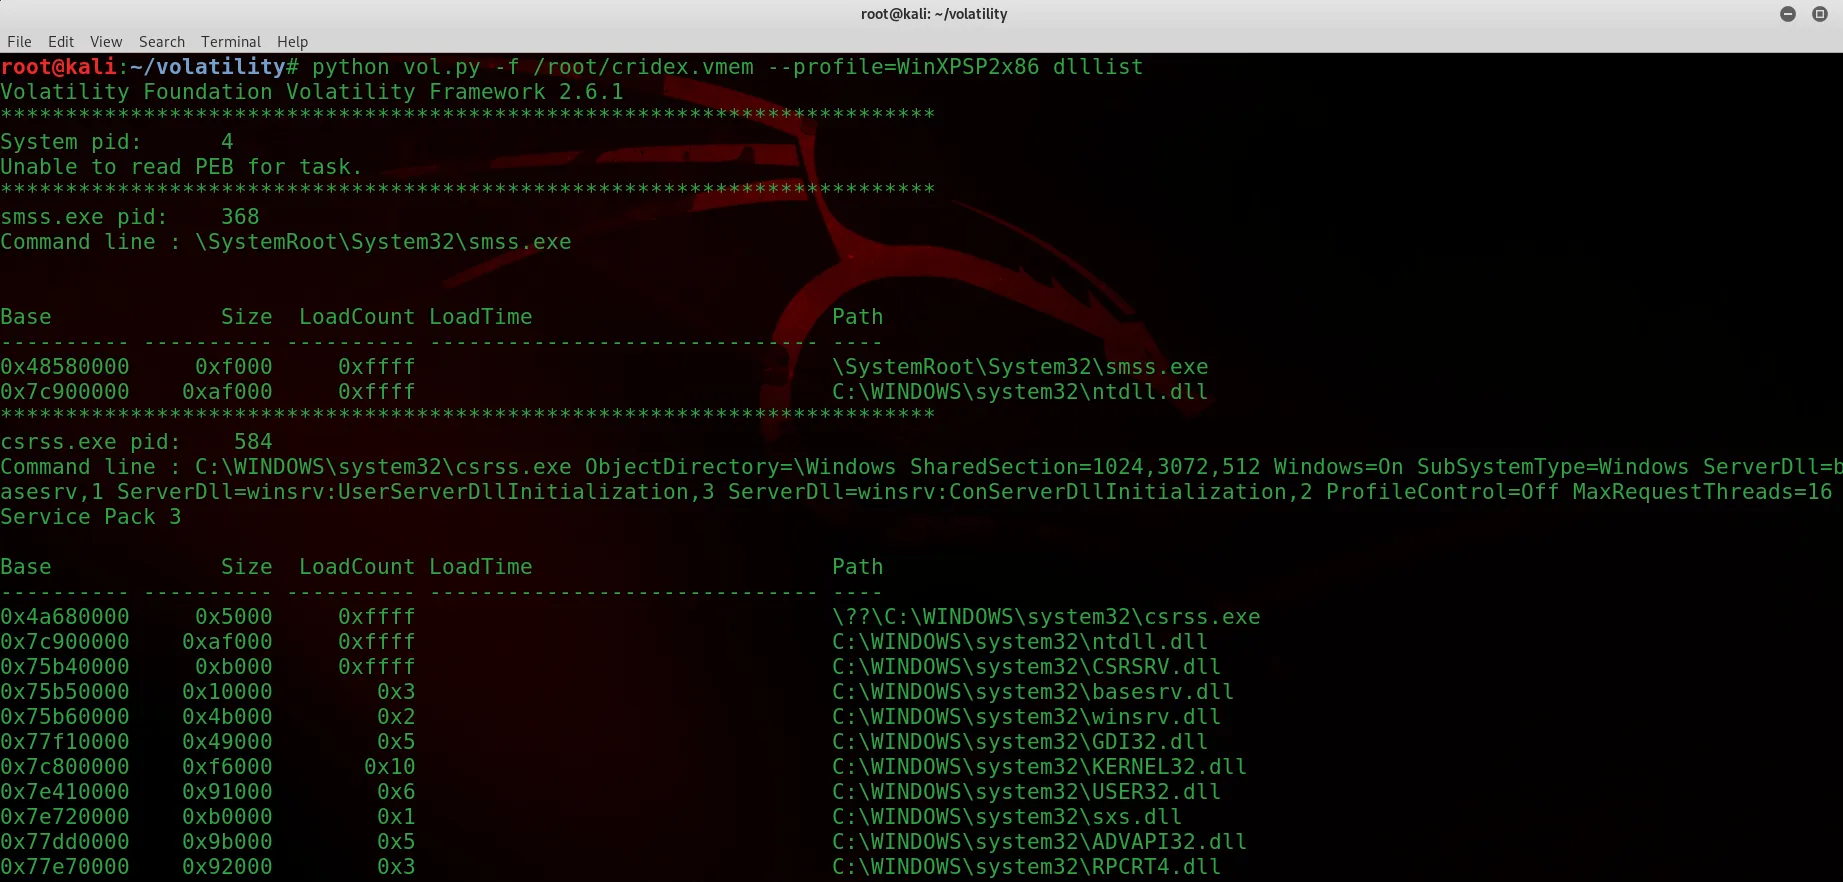 root@kali: ~/volatility
File Edit View Search Terminal Help
root@kali:~/volatility# python vol.py -f /root/cridex.vmem --profile=WinXPSP2x86 dlllist
Volatility Foundation Volatility Framework 2.6.1
************************************************************************
System pid:      4
Unable to read PEB for task.
************************************************************************
smss.exe pid:    368
Command line : \SystemRoot\System32\smss.exe
Base             Size  LoadCount LoadTime                       Path
---------- ---------- ---------- ------------------------------ ----
0x48580000     0xf000     0xffff                                \SystemRoot\System32\smss.exe
0x7c900000    0xaf000     0xffff                                C:\WINDOWS\system32\ntdll.dll
************************************************************************
csrss.exe pid:    584
Command line : C:\WINDOWS\system32\csrss.exe ObjectDirectory=\Windows SharedSection=1024,3072,512 Windows=On SubSystemType=Windows ServerDll=b
asesrv,1 ServerDll=winsrv:UserServerDllInitialization,3 ServerDll=winsrv:ConServerDllInitialization,2 ProfileControl=Off MaxRequestThreads=16
Service Pack 3
Base             Size  LoadCount LoadTime                       Path
---------- ---------- ---------- ------------------------------ ----
0x4a680000     0x5000     0xffff                                \??\C:\WINDOWS\system32\csrss.exe
0x7c900000    0xaf000     0xffff                                C:\WINDOWS\system32\ntdll.dll
0x75b40000     0xb000     0xffff                                C:\WINDOWS\system32\CSRSRV.dll
0x75b50000    0x10000        0x3                                C:\WINDOWS\system32\basesrv.dll
0x75b60000    0x4b000        0x2                                C:\WINDOWS\system32\winsrv.dll
0x77f10000    0x49000        0x5                                C:\WINDOWS\system32\GDI32.dll
0x7c800000    0xf6000       0x10                                C:\WINDOWS\system32\KERNEL32.dll
0x7e410000    0x91000        0x6                                C:\WINDOWS\system32\USER32.dll
0x7e720000    0xb0000        0x1                                C:\WINDOWS\system32\sxs.dll
0x77dd0000    0x9b000        0x5                                C:\WINDOWS\system32\ADVAPI32.dll
0x77e70000    0x92000        0x3                                C:\WINDOWS\system32\RPCRT4.dll